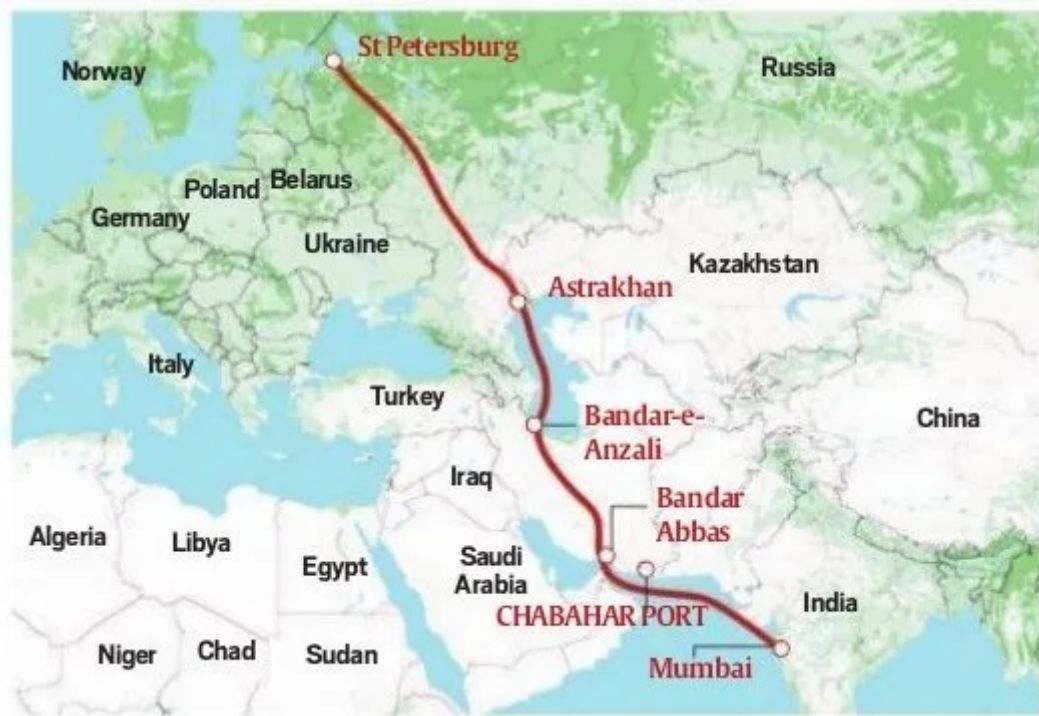 St Petersburg
Norway
Russia
Poland
Belarus
Germany
Ukraine
Kazakhstan
Astrakhan
Italy
Turkey
Bandar-e-
Anzali
China
Iraq
Bandar
Abbas
Algeria
Libya
Egypt
Saudi
Arabia
CHABAHAR PORT
India
Niger
Chad
Sudan
Mumbai